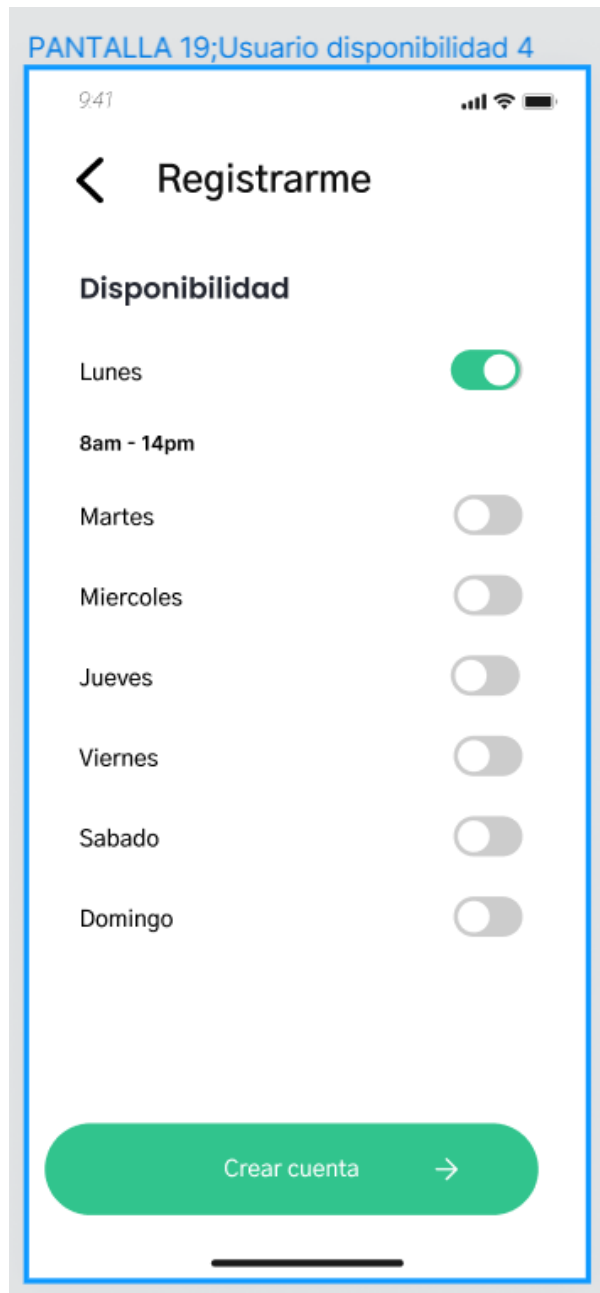 PANTALLA 19;Usuario disponibilidad 4
9:41
Registrarme
Disponibilidad
Lunes
8am - 14pm
Martes
Miercoles
Jueves
Viernes
Sabado
Domingo
Crear cuenta